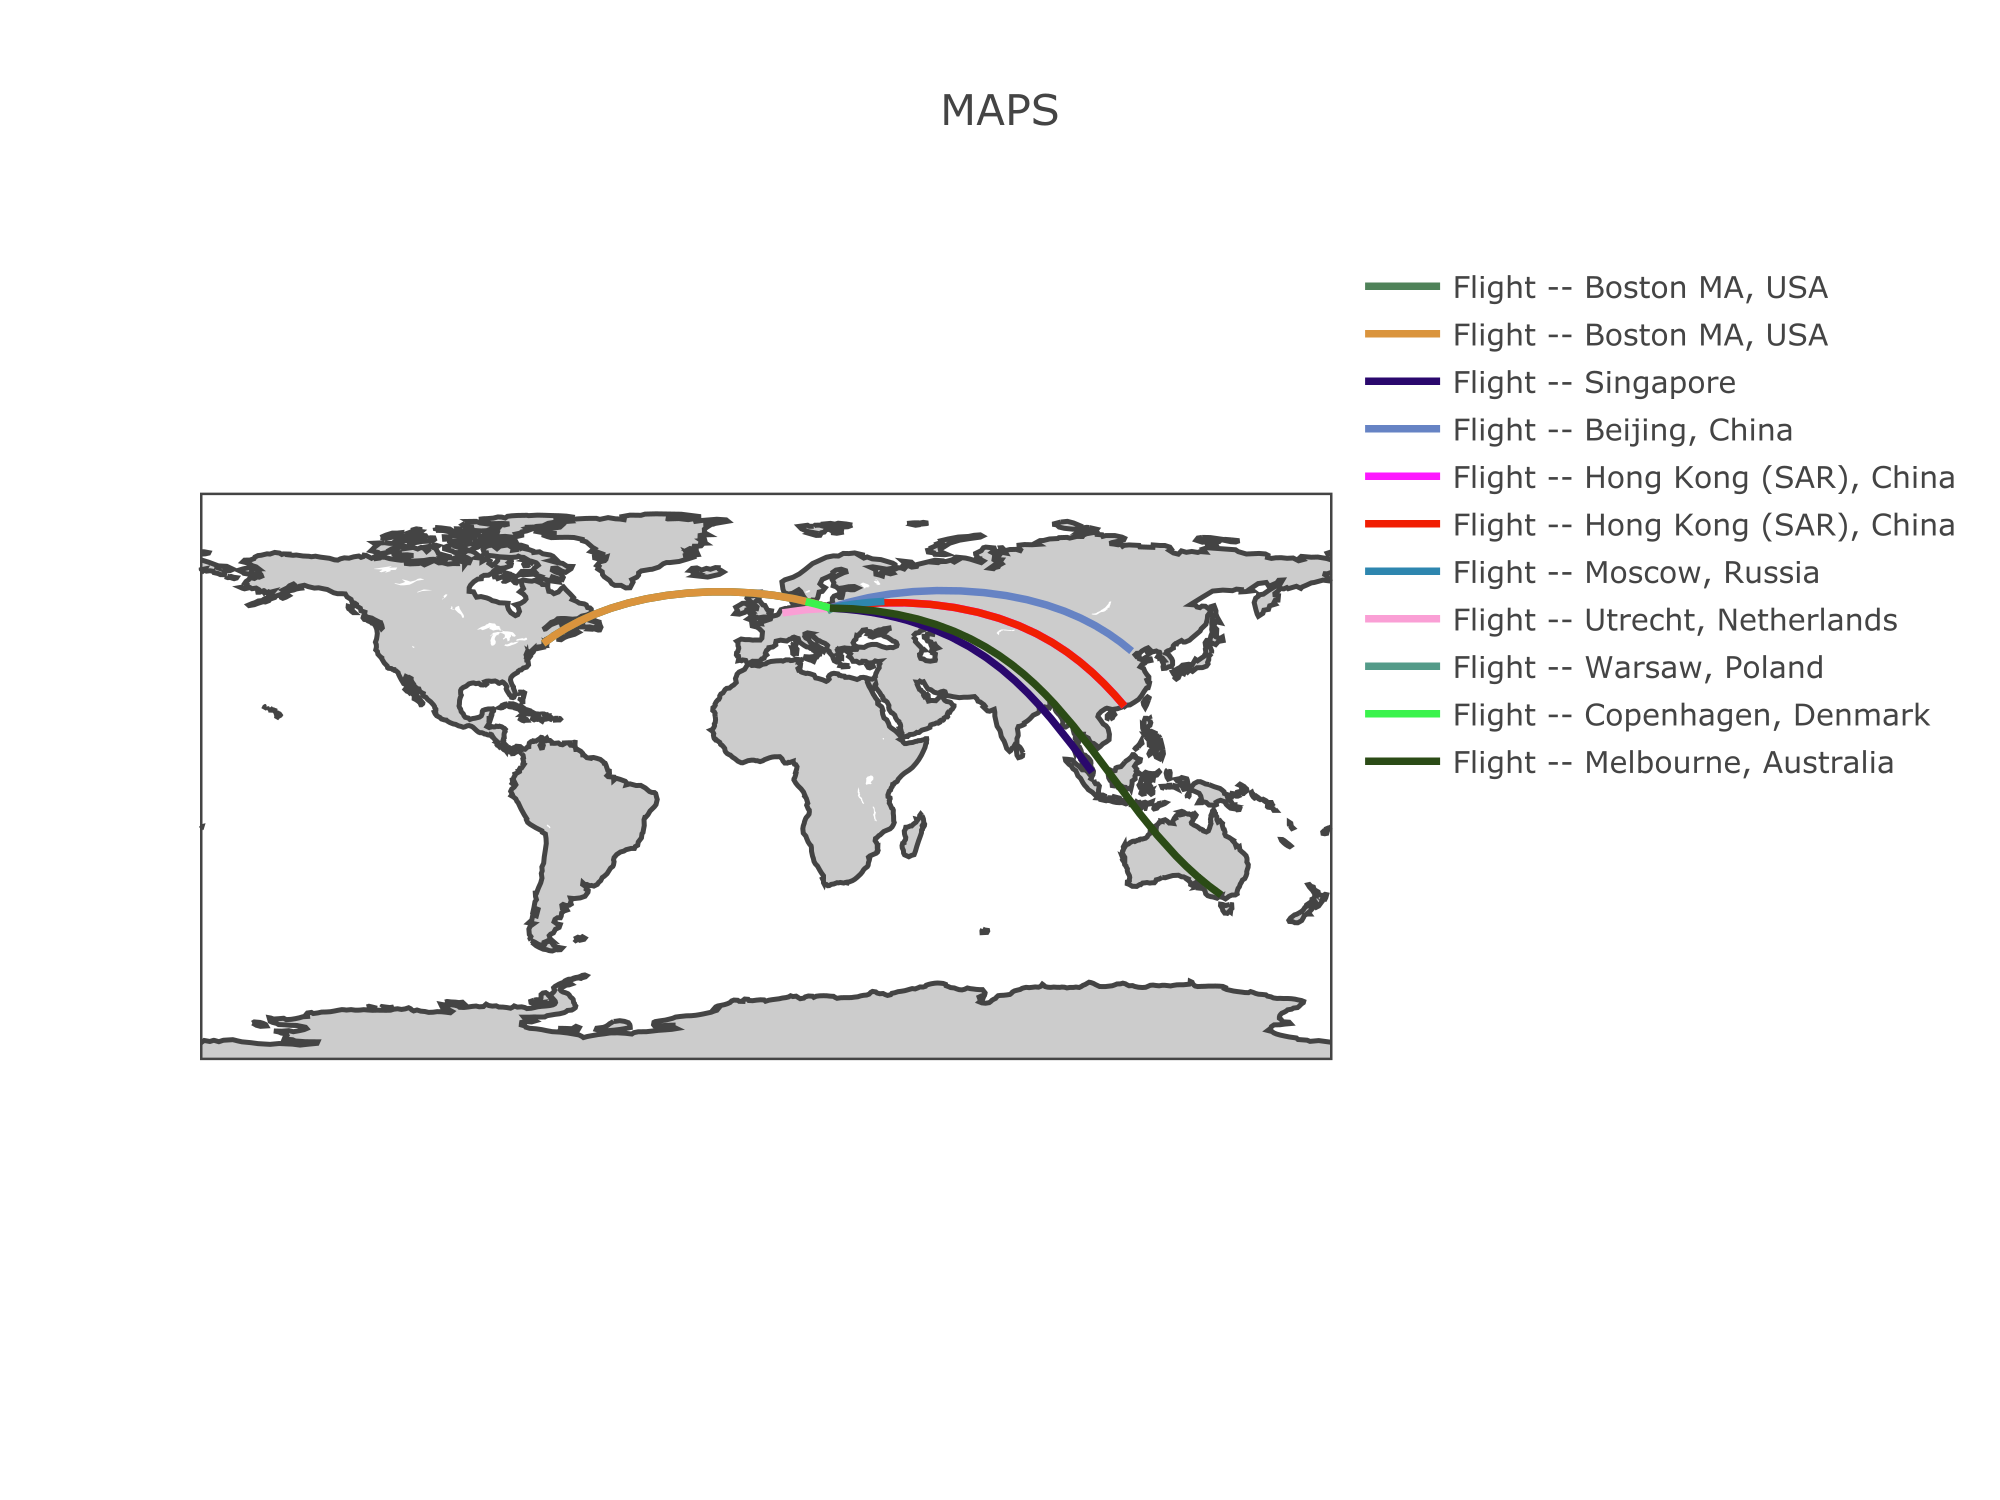 MAPS
Flight -- Boston MA, USA
Flight -- Boston MA, USA
Flight -- Singapore
Flight -- Beijing, China
Flight -- Hong Kong (SAR), China
Flight -- Hong Kong (SAR), China
Flight -- Moscow, Russia
Flight -- Utrecht, Netherlands
Flight -- Warsaw, Poland
Flight -- Copenhagen, Denmark
Flight -- Melbourne, Australia